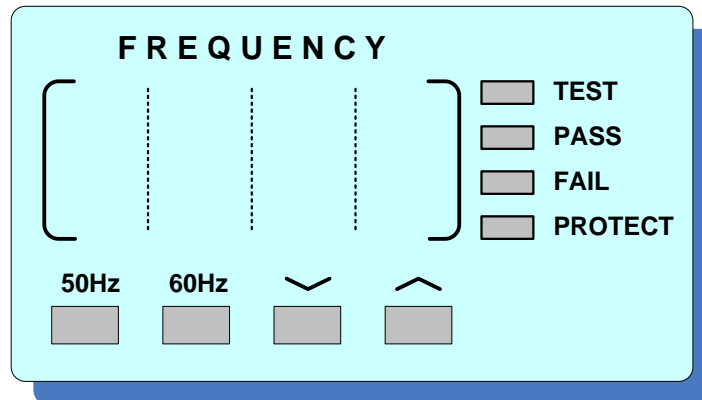 FREQUENCY
TEST
PASS
FAIL
PROTECT
50Hz 60Hz